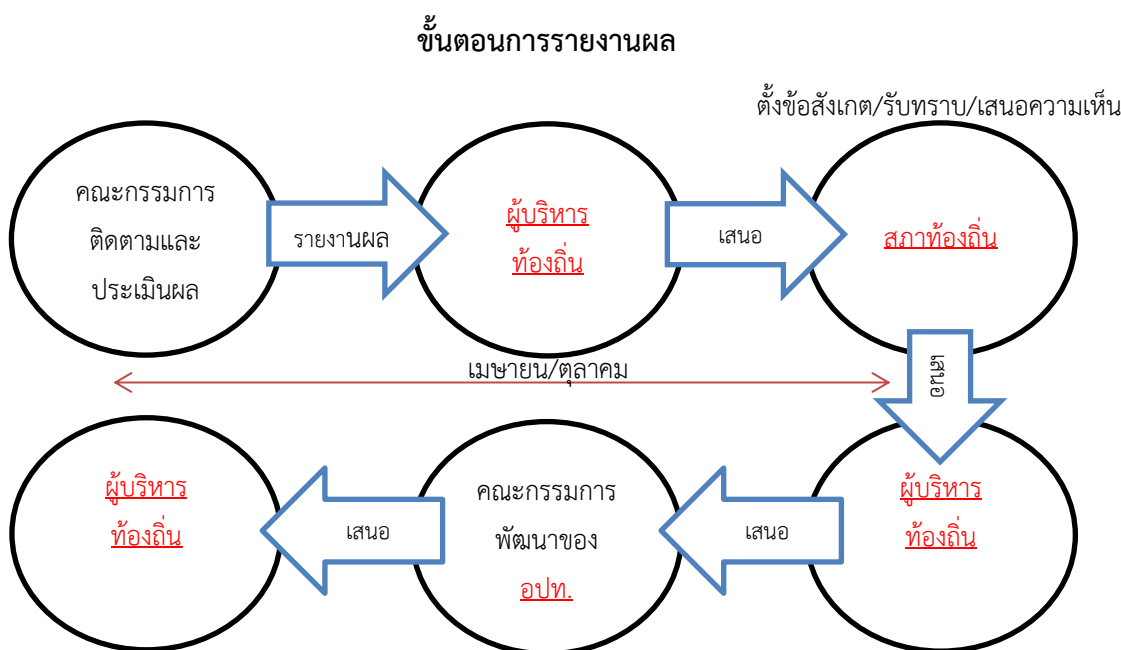 ขั้นตอนการรายงานผล
ตั้งข้อสังเกต/รับทราบ/เสนอความเห็น
คณะกรรมการ
ติดตามและ
ประเมินผล
รายงานผล
ผู้บริหาร
ท้องถิ่น
เสนอ
สภาท้องถิ่น
เสนอ
เมษายน/ตุลาคม
ผู้บริหาร
ท้องถิ่น
เสนอ
คณะกรรมการ
พัฒนาของ
อปท.
เสนอ
ผู้บริหาร
ท้องถิ่น